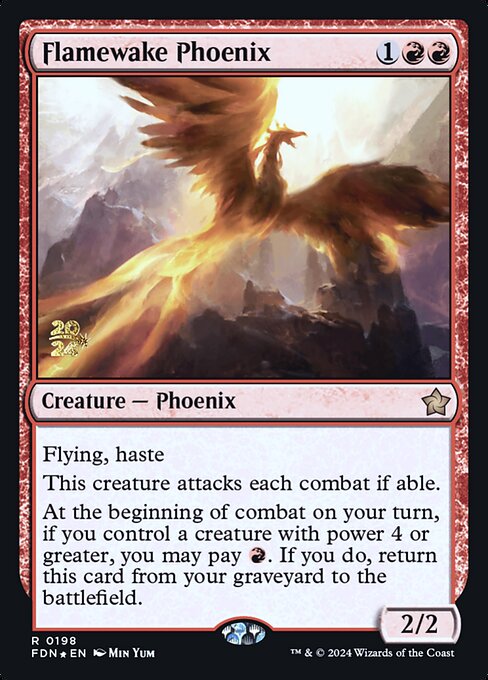 Flamewake Phoenix 1
20
24
Creature — Phoenix
Flying, haste
This creature attacks each combat if able.
At the beginning of combat on your turn,
if you control a creature with power 4 or
greater, you may pay . If you do, return
this card from your graveyard to the
battlefield.
2/2
R 0198
FDN★EN Min Yum
™ & © 2024 Wizards of the Coast